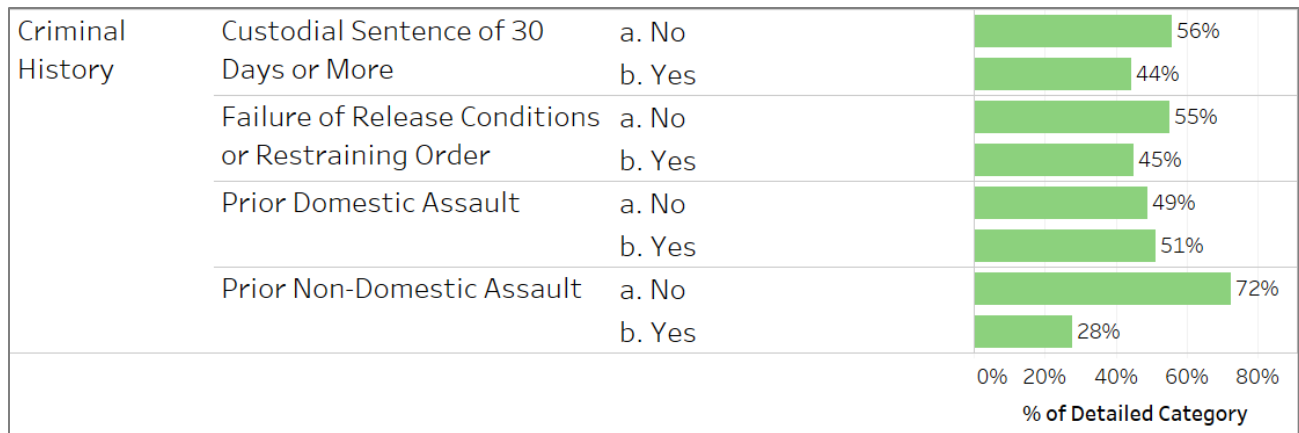 Criminal History
Custodial Sentence of 30 Days or More
a. No 56%
b. Yes 44%
Failure of Release Conditions or Restraining Order
a. No 55%
b. Yes 45%
Prior Domestic Assault
a. No 49%
b. Yes 51%
Prior Non-Domestic Assault
a. No 72%
b. Yes 28%
0% 20% 40% 60% 80%
% of Detailed Category